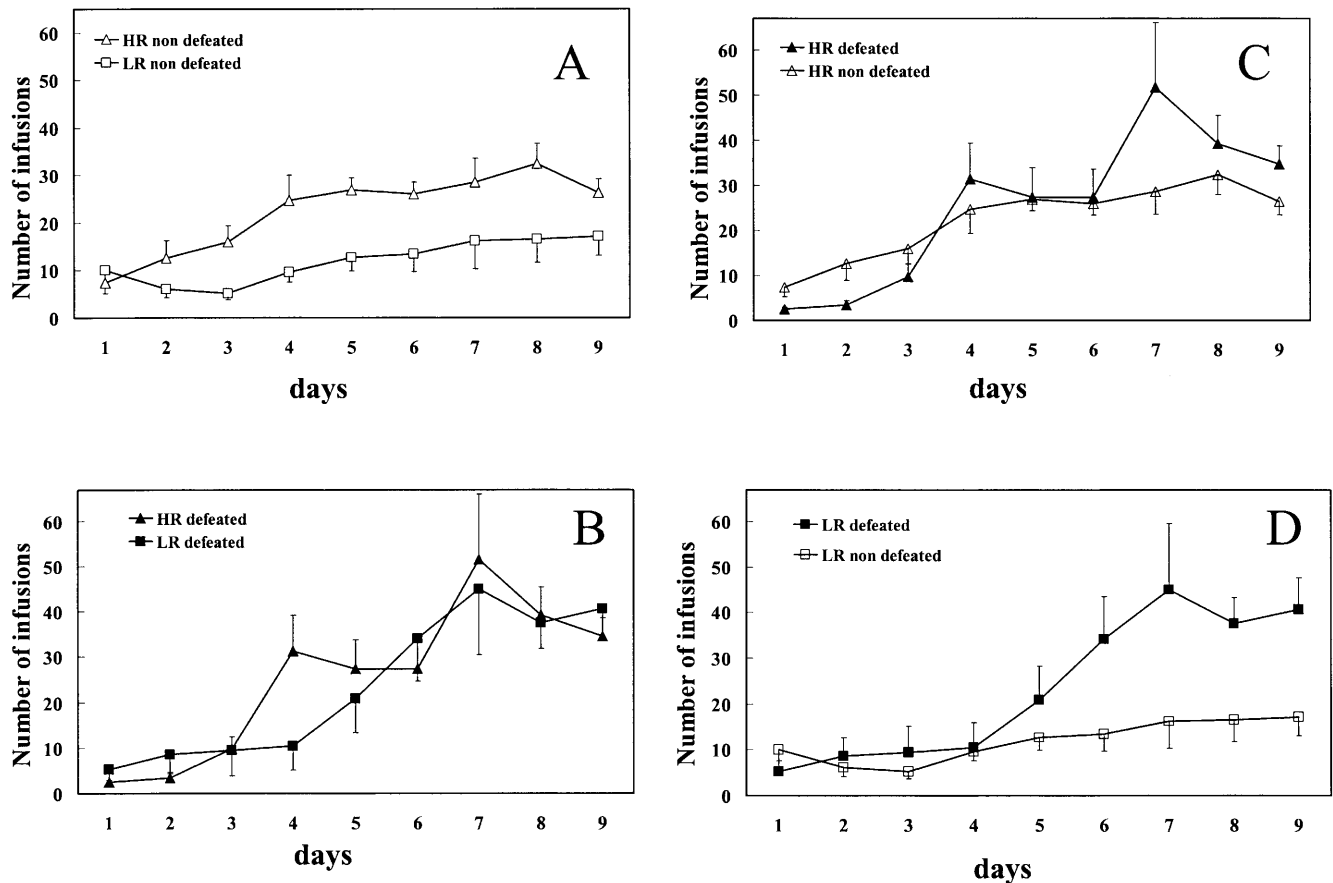 A
HR non defeated
LR non defeated
Number of infusions
60
50
40
30
20
10
0
1 2 3 4 5 6 7 8 9
days
C
HR defeated
HR non defeated
Number of infusions
60
50
40
30
20
10
0
1 2 3 4 5 6 7 8 9
days
B
HR defeated
LR defeated
Number of infusions
60
50
40
30
20
10
0
1 2 3 4 5 6 7 8 9
days
D
LR defeated
LR non defeated
Number of infusions
60
50
40
30
20
10
0
1 2 3 4 5 6 7 8 9
days